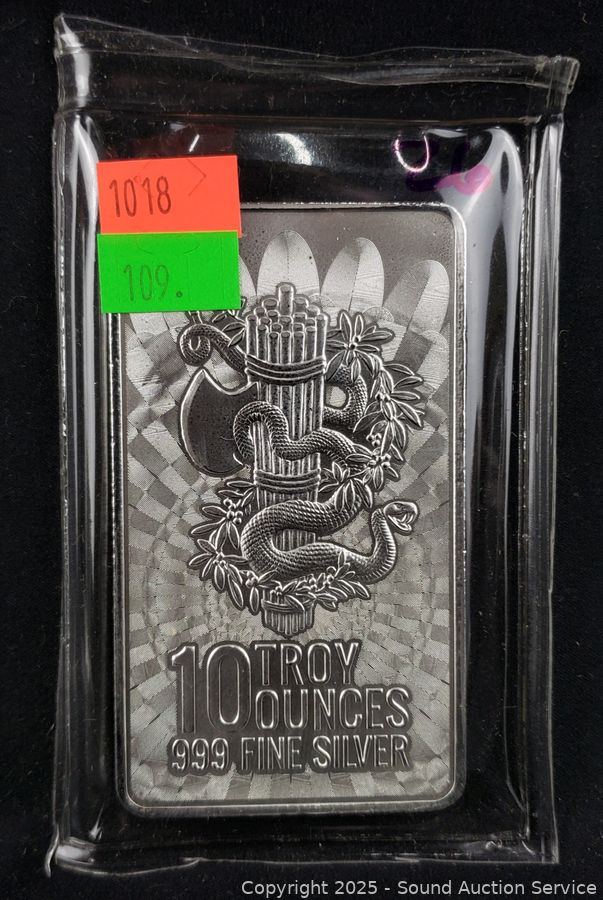 1018
109.
10 TROY
OUNCES
999 FINE SILVER
Copyright 2025 - Sound Auction Service